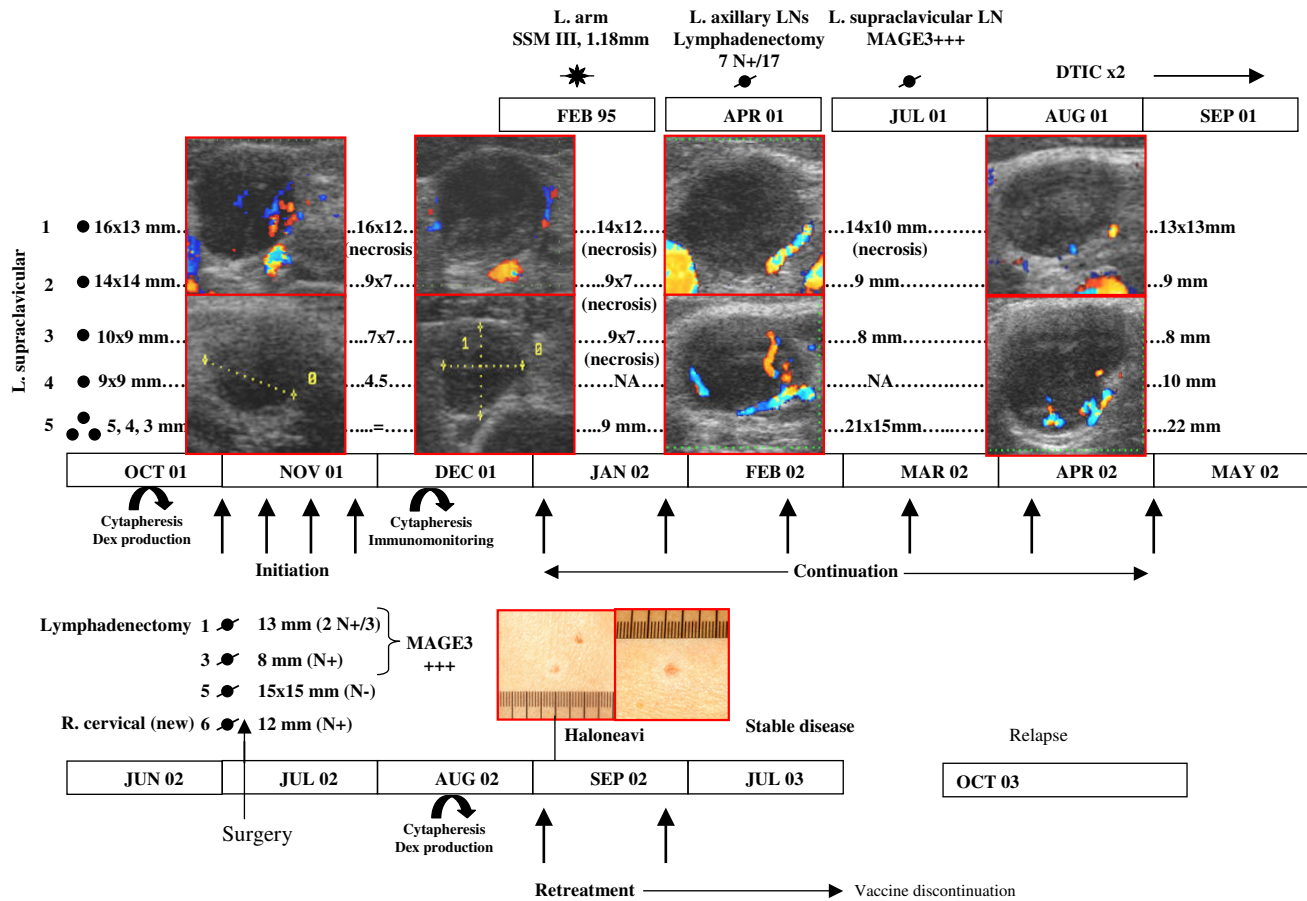 L. arm
SSM III, 1.18mm
L. axillary LNs
Lymphadenectomy
7 N+/17
L. supraclavicular LN
MAGE3+++
DTIC x2
FEB 95
APR 01
JUL 01
AUG 01
SEP 01
L. supraclavicular
1 16x13 mm.... ..16x12.. ...14x12.... 14x10 mm.................13x13mm
(necrosis) (necrosis) (necrosis)
2 14x14 mm.... ...9x7.... .....9x7...... ...9 mm.... ...9 mm
(necrosis)
3 10x9 mm...... ....7x7.... ....9x7..... ...8 mm.... ...8 mm
(necrosis)
4 9x9 mm..... ....4.5..... ....NA....... ....NA........ ..10 mm
5 5, 4, 3 mm ......=..... ....9 mm.... 21x15mm...... ..22 mm
0
1
0
OCT 01
NOV 01
DEC 01
JAN 02
FEB 02
MAR 02
APR 02
MAY 02
Cytapheresis
Dex production
Cytapheresis
Immunomonitoring
Initiation
Continuation
Lymphadenectomy 1 13 mm (2 N+/3)
3 8 mm (N+)
MAGE3
+++
5 15x15 mm (N-)
R. cervical (new) 6 12 mm (N+)
Haloneavi
Stable disease
Relapse
JUN 02
JUL 02
AUG 02
SEP 02
JUL 03
OCT 03
Surgery
Cytapheresis
Dex production
Retreatment
Vaccine discontinuation